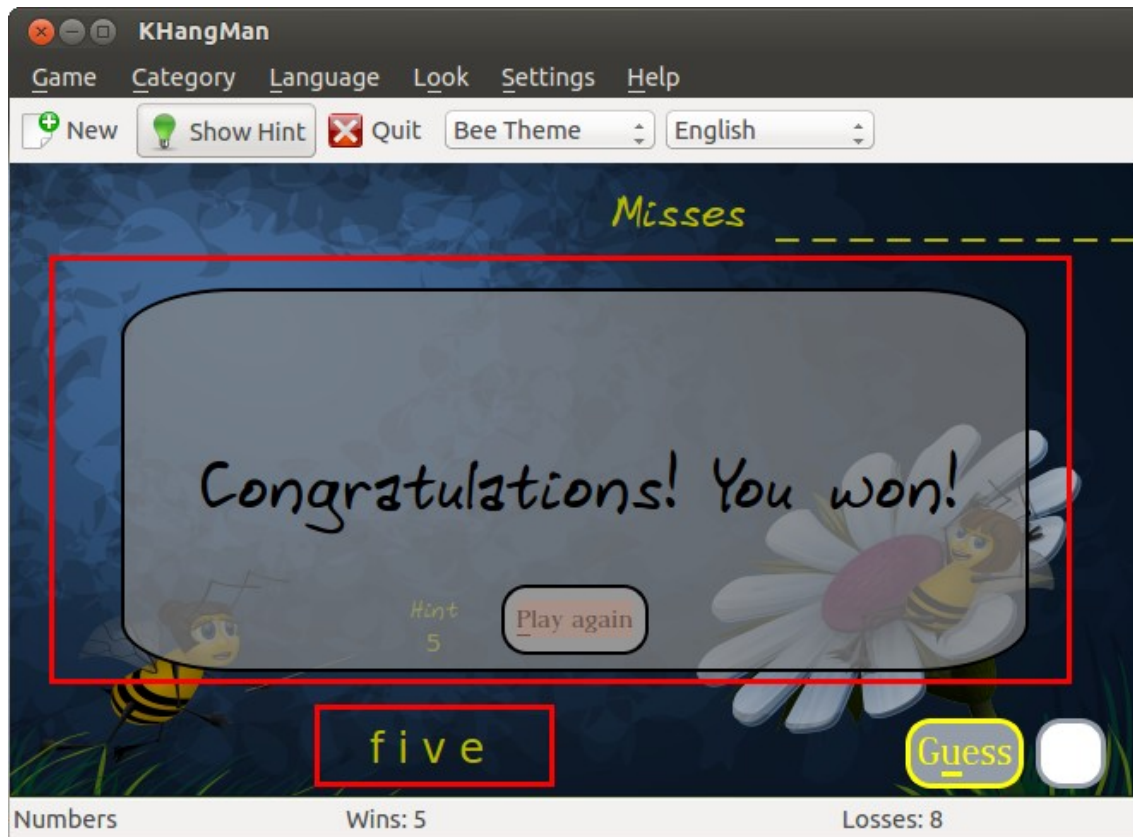 KHangMan
Game Category Language Look Settings Help
New Show Hint Quit Bee Theme English
Misses _ _ _ _ _ _ _ _ _ _
Congratulations! You won!
Hint
5
Play again
five
Guess
Numbers Wins: 5 Losses: 8